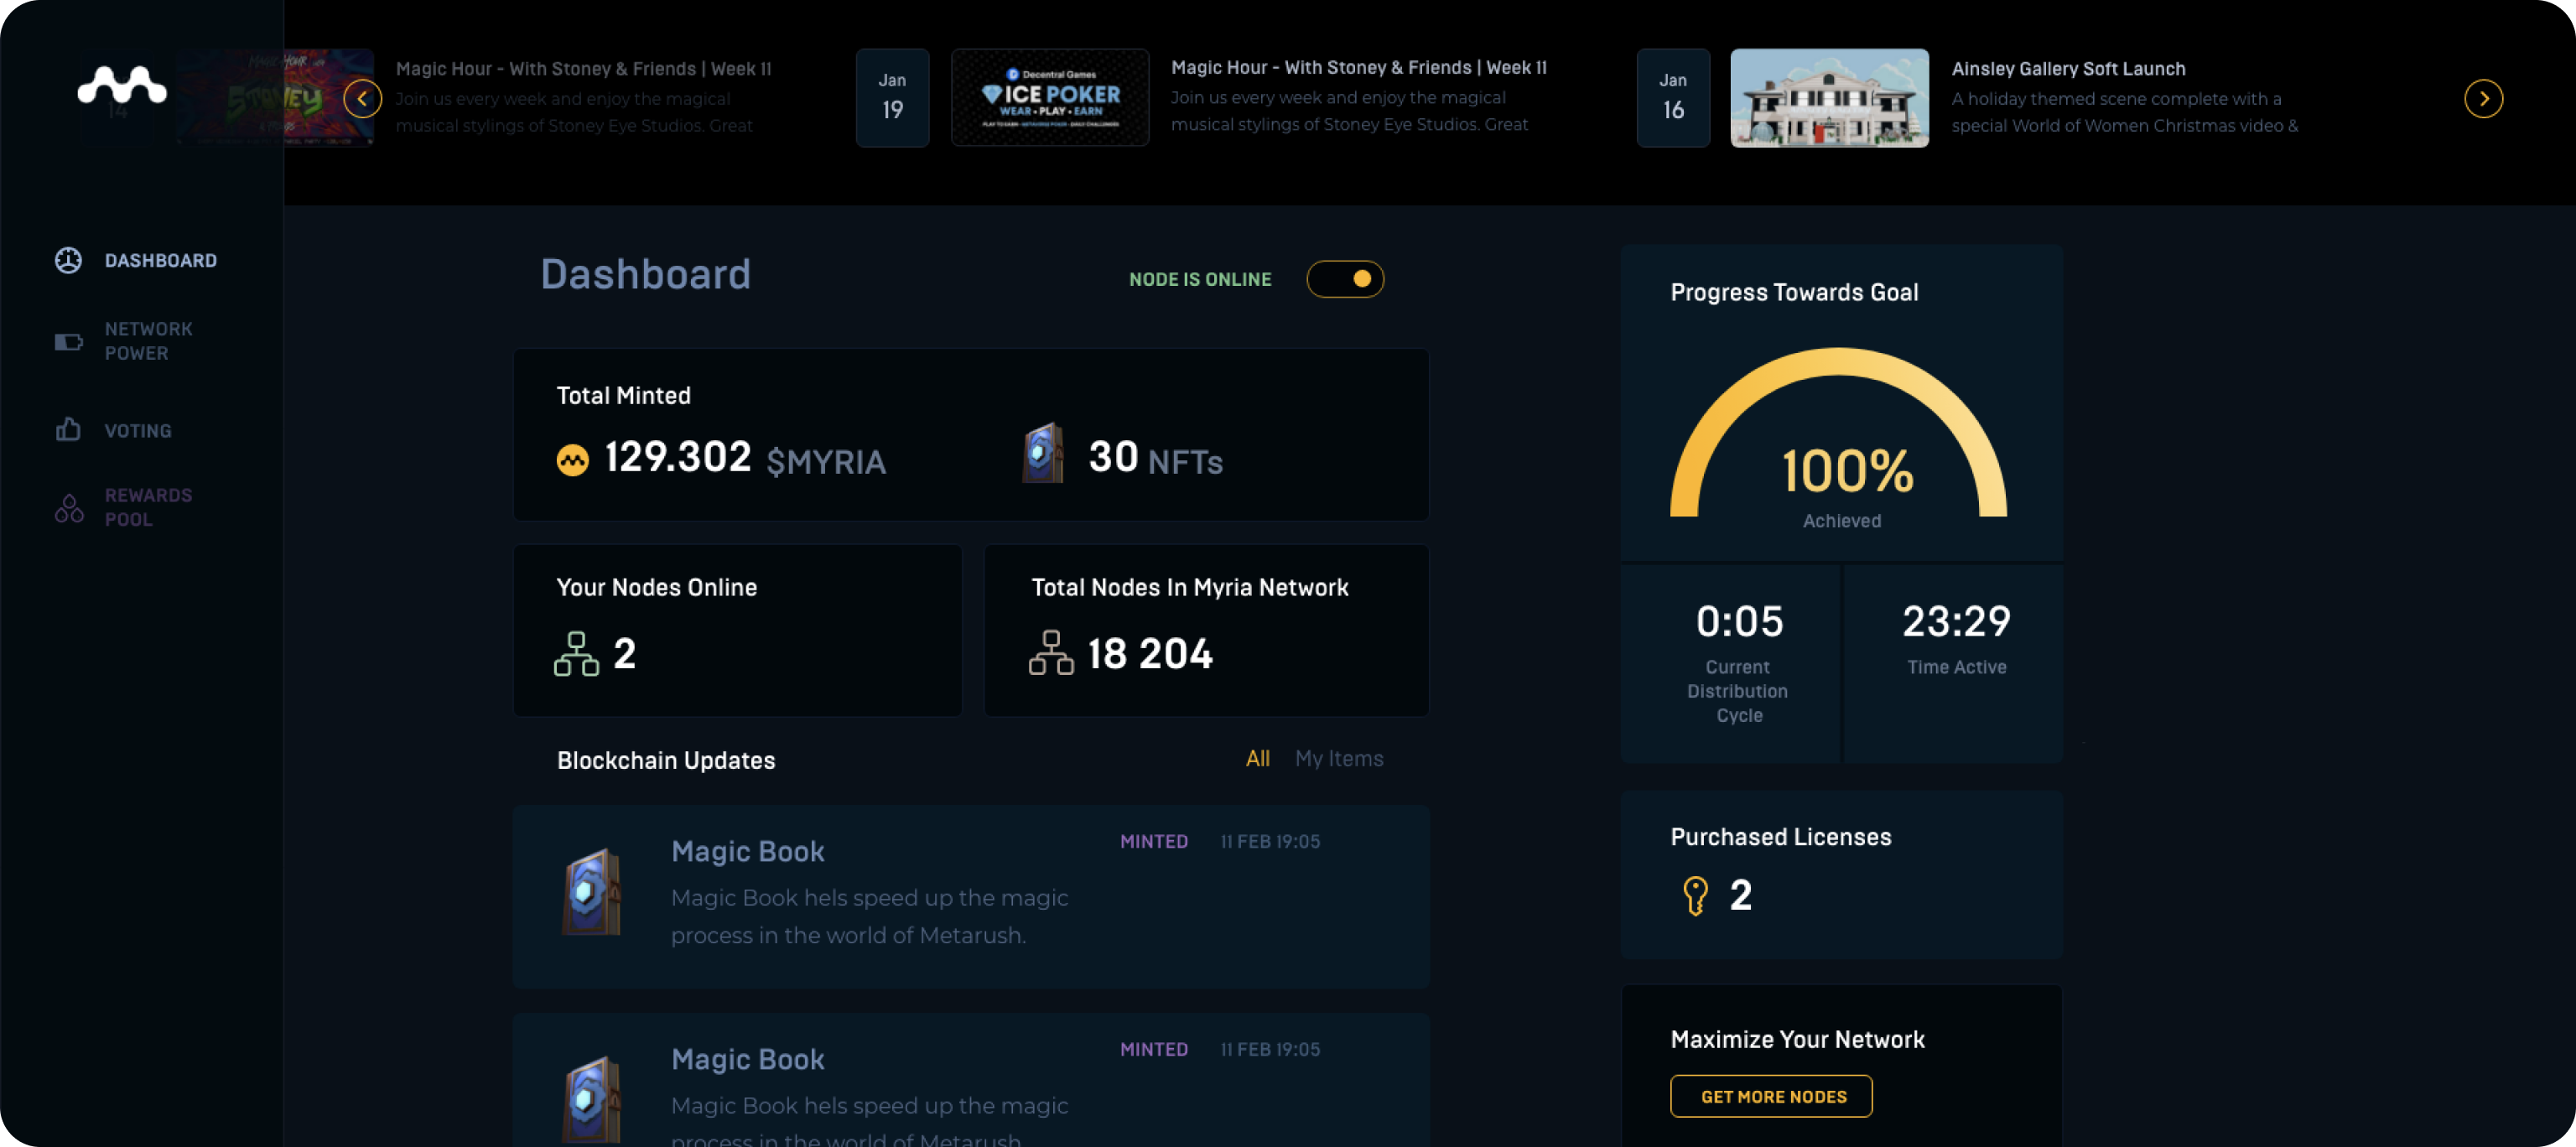 14
MAGIC HOUR
STONEY
Magic Hour - With Stoney & Friends | Week 11
Join us every week and enjoy the magical
musical stylings of Stoney Eye Studios. Great
Jan
19
Decentral Games
ICE POKER
WEAR • PLAY • EARN
Magic Hour - With Stoney & Friends | Week 11
Join us every week and enjoy the magical
musical stylings of Stoney Eye Studios. Great
Jan
16
Ainsley Gallery Soft Launch
A holiday themed scene complete with a
special World of Women Christmas video &
DASHBOARD
NETWORK
POWER
VOTING
REWARDS
POOL
Dashboard
NODE IS ONLINE
Total Minted
129.302 $MYRIA
30 NFTs
Your Nodes Online
2
Total Nodes In Myria Network
18 204
Blockchain Updates
All
My Items
Magic Book
MINTED
11 FEB 19:05
Magic Book hels speed up the magic
process in the world of Metarush.
Magic Book
MINTED
11 FEB 19:05
Magic Book hels speed up the magic
process in the world of Metarush.
Progress Towards Goal
100%
Achieved
0:05
Current
Distribution
Cycle
23:29
Time Active
Purchased Licenses
2
Maximize Your Network
GET MORE NODES